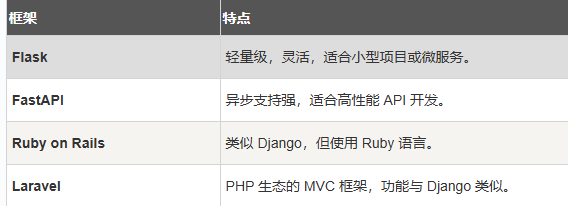 框架 特点
Flask 轻量级，灵活，适合小型项目或微服务。
FastAPI 异步支持强，适合高性能 API 开发。
Ruby on Rails 类似 Django，但使用 Ruby 语言。
Laravel PHP 生态的 MVC 框架，功能与 Django 类似。